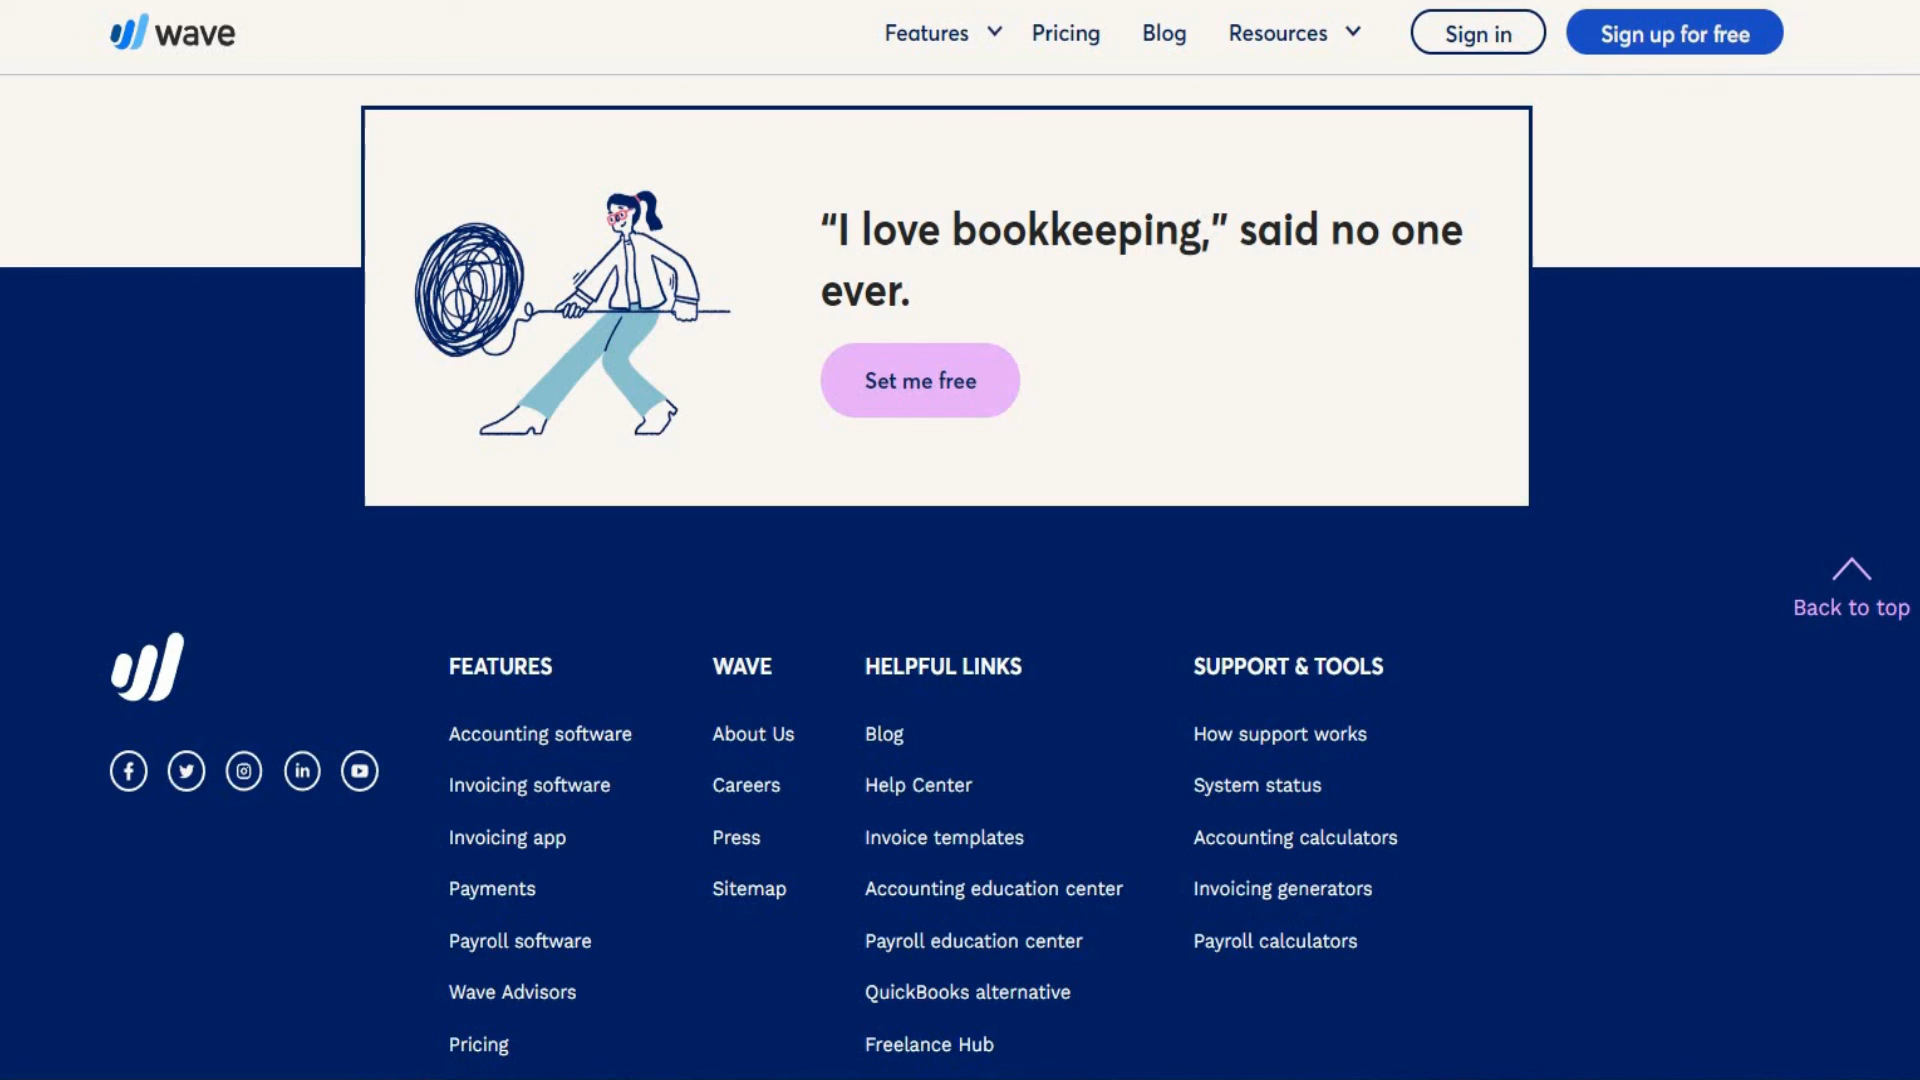 wave
Features
Pricing
Blog
Resources
Sign in
Sign up for free
“I love bookkeeping,” said no one
ever.
Set me free
Back to top
FEATURES
Accounting software
Invoicing software
Invoicing app
Payments
Payroll software
Wave Advisors
Pricing
WAVE
About Us
Careers
Press
Sitemap
HELPFUL LINKS
Blog
Help Center
Invoice templates
Accounting education center
Payroll education center
QuickBooks alternative
Freelance Hub
SUPPORT & TOOLS
How support works
System status
Accounting calculators
Invoicing generators
Payroll calculators